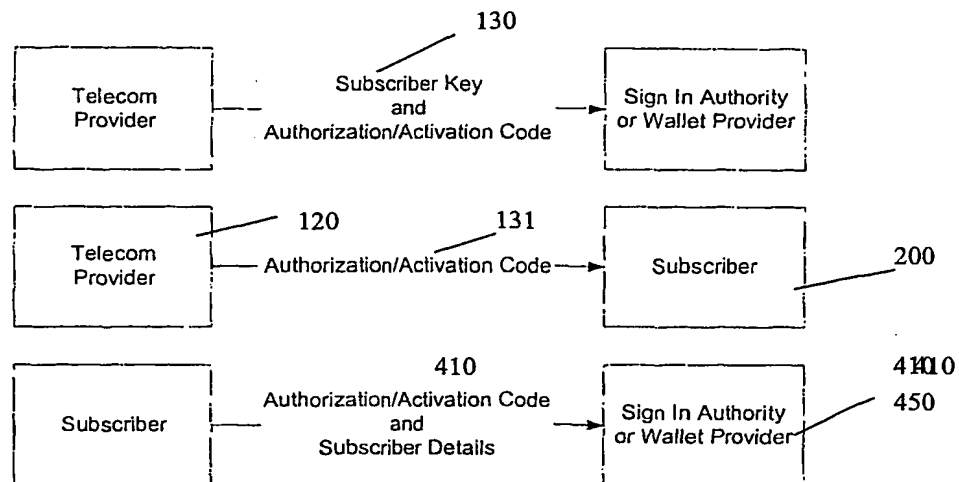 130
Telecom
Provider
Subscriber Key
and
Authorization/Activation Code
Sign In Authority
or Wallet Provider
120
131
Telecom
Provider
Authorization/Activation Code
Subscriber
200
410
41010
Subscriber
Authorization/Activation Code
and
Subscriber Details
Sign In Authority
or Wallet Provider
450